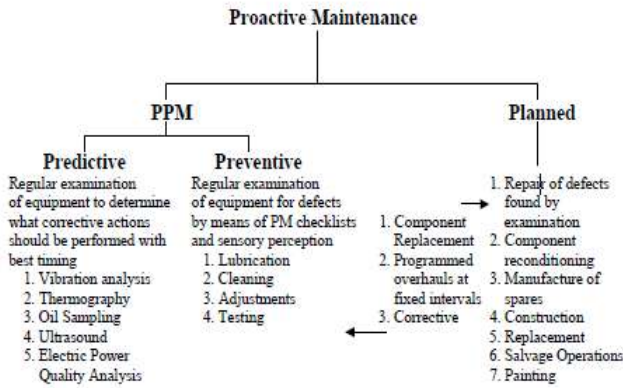 Proactive Maintenance
PPM
Planned
Predictive
Regular examination
of equipment to determine
what corrective actions
should be performed with
best timing
1. Vibration analysis
2. Thermography
3. Oil Sampling
4. Ultrasound
5. Electric Power
Quality Analysis
Preventive
Regular examination
of equipment for defects
by means of PM checklists
and sensory perception
1. Lubrication
2. Cleaning
3. Adjustments
4. Testing
1. Component
Replacement
2. Programmed
overhauls at
fixed intervals
3. Corrective
1. Repair of defects
found by
examination
2. Component
reconditioning
3. Manufacture of
spares
4. Construction
5. Replacement
6. Salvage Operations
7. Painting